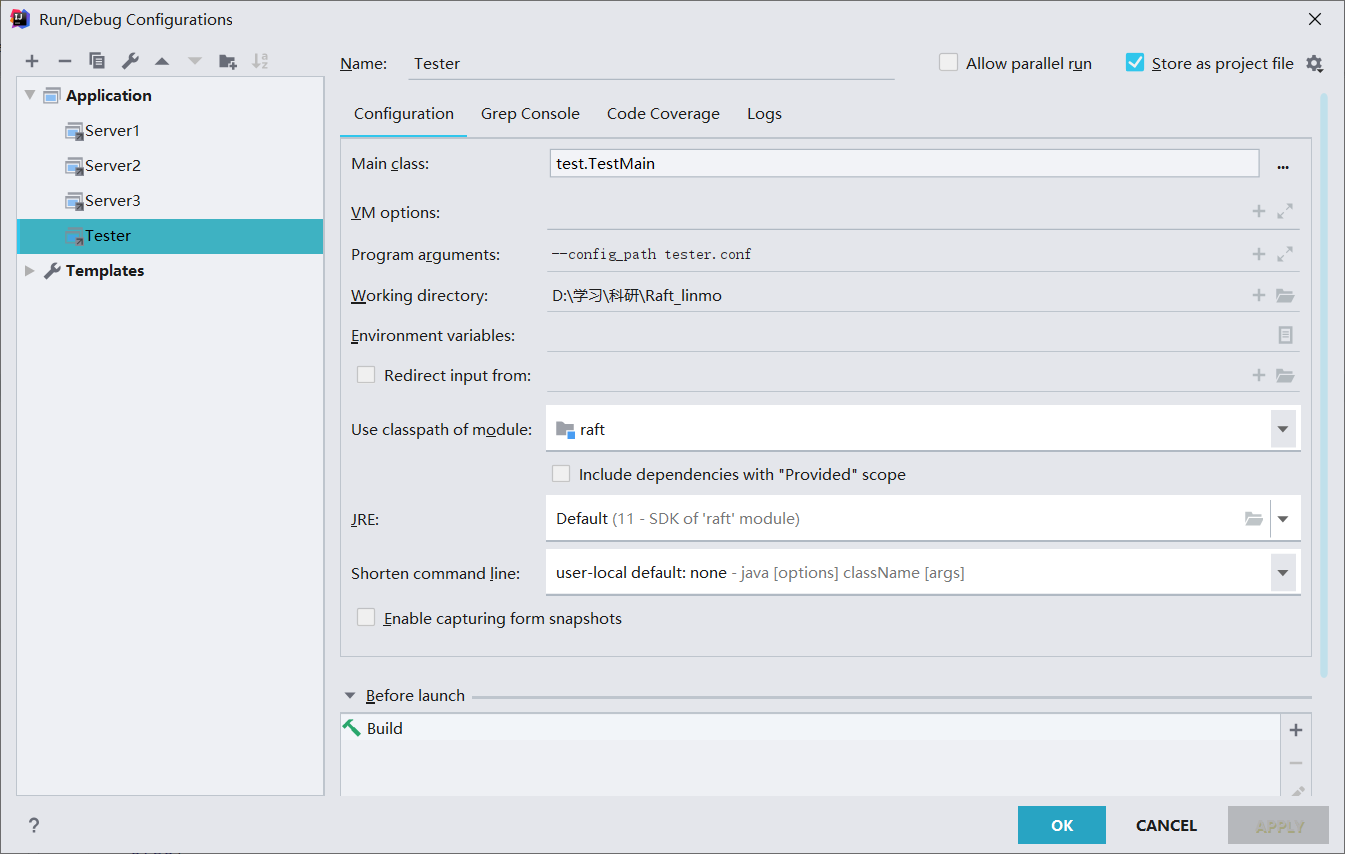 Run/Debug Configurations
Name: Tester
Allow parallel run
Store as project file
Application
Server1
Server2
Server3
Tester
Templates
Configuration Grep Console Code Coverage Logs
Main class: test.TestMain ...
VM options:
Program arguments: --config_path tester.conf
Working directory: D:\学习\科研\Raft_linmo
Environment variables:
Redirect input from:
Use classpath of module: raft
Include dependencies with "Provided" scope
JRE: Default (11 - SDK of 'raft' module)
Shorten command line: user-local default: none - java [options] className [args]
Enable capturing form snapshots
Before launch
Build
? OK CANCEL APPLY